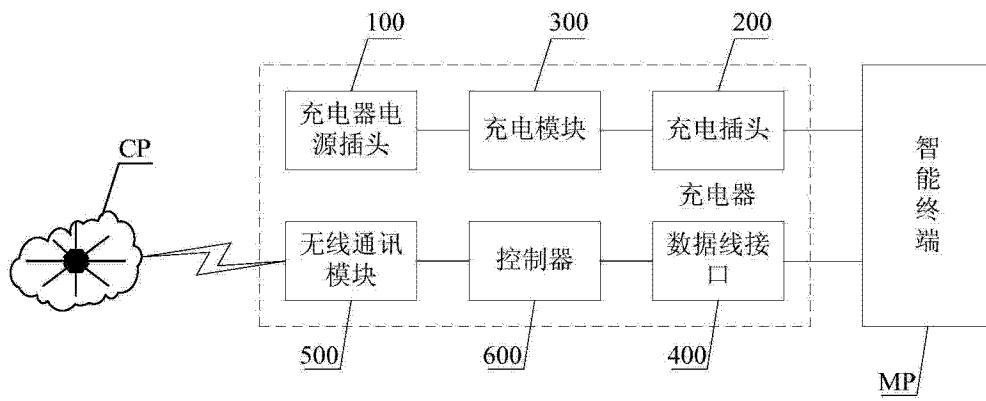 100
300
200
充电器电
源插头
充电模块
充电插头
智能终端
CP
充电器
无线通讯
模块
控制器
数据线接
口
500
600
400
MP